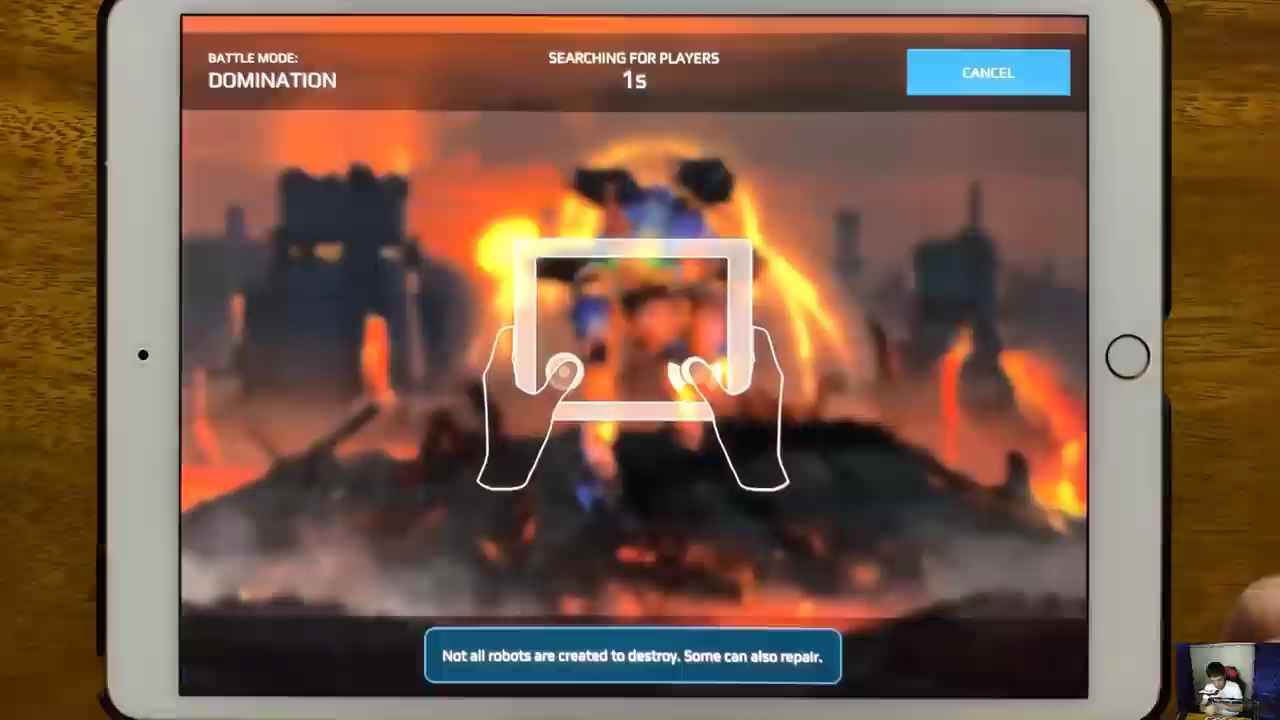 BATTLE MODE:
DOMINATION
SEARCHING FOR PLAYERS
1s
CANCEL
Not all robots are created to destroy. Some can also repair.